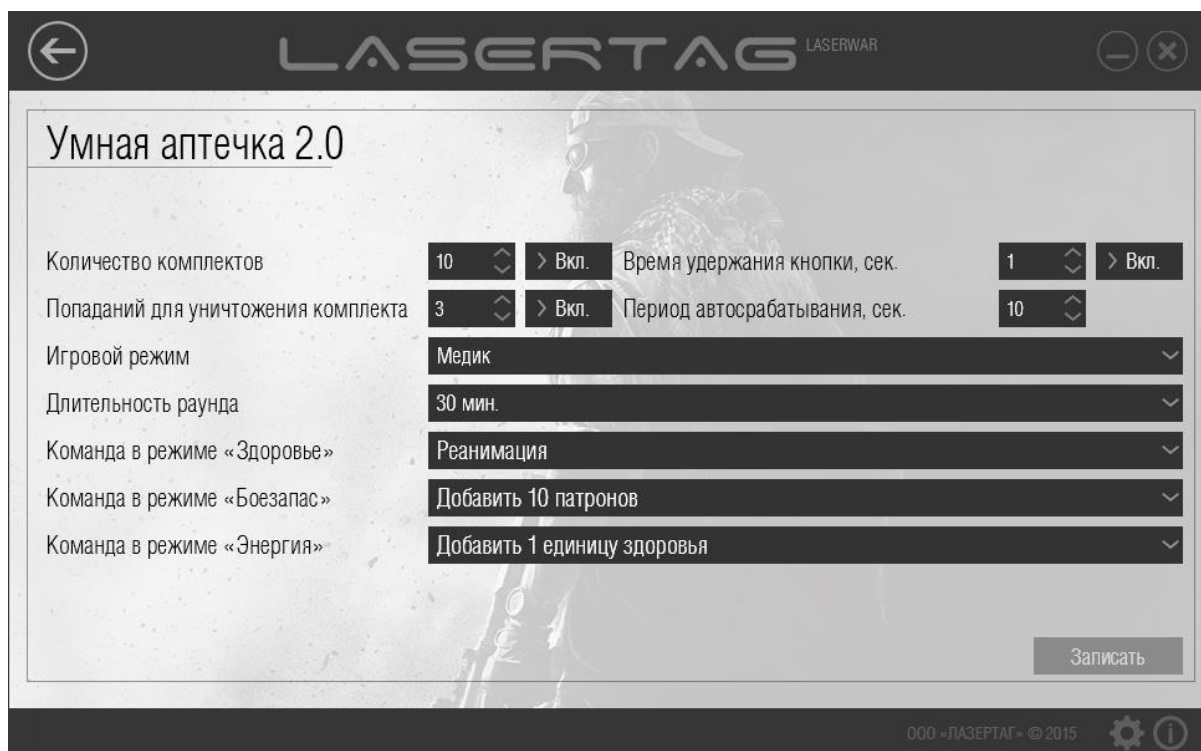 LASERTAG LASERWAR
Умная аптечка 2.0
Количество комплектов 10 > Вкл. Время удержания кнопки, сек. 1 > Вкл.
Попаданий для уничтожения комплекта 3 > Вкл. Период автосрабатывания, сек. 10
Игровой режим Медик
Длительность раунда 30 мин.
Команда в режиме «Здоровье» Реанимация
Команда в режиме «Боезапас» Добавить 10 патронов
Команда в режиме «Энергия» Добавить 1 единицу здоровья
Записать
ООО «ЛАЗЕРТАГ» © 2015